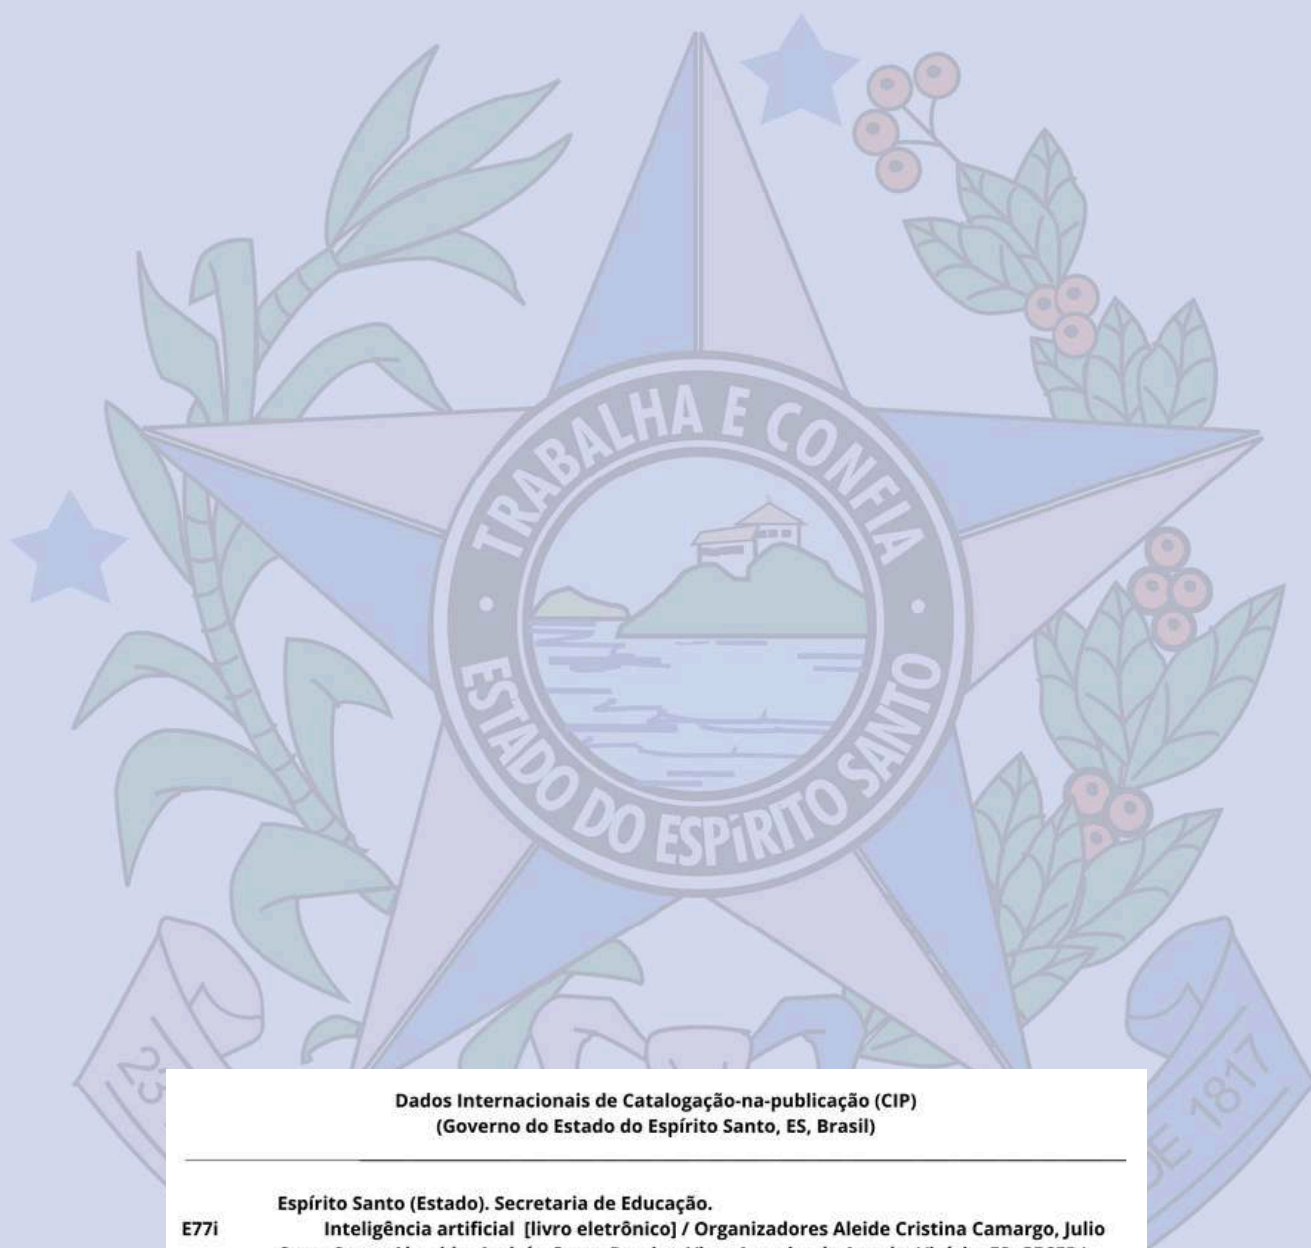 TRABALHA E CONFIA
ESTADO DO ESPÍRITO SANTO
23
DE 1817
Dados Internacionais de Catalogação-na-publicação (CIP)
(Governo do Estado do Espírito Santo, ES, Brasil)
Espírito Santo (Estado). Secretaria de Educação.
E77i
Inteligência artificial [livro eletrônico] / Organizadores Aleide Cristina Camargo, Julio